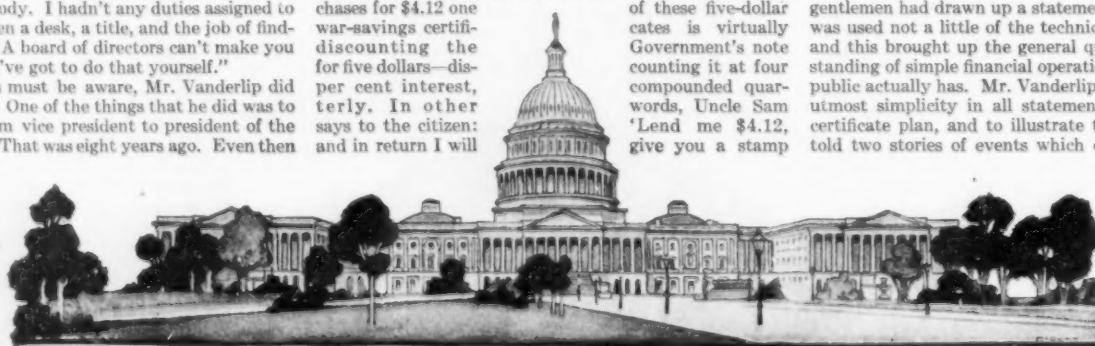 ody. I hadn't any duties assigned to
en a desk, a title, and the job of find-
A board of directors can't make you
've got to do that yourself."
must be aware, Mr. Vanderlip did
One of the things that he did was to
m vice president to president of the
That was eight years ago. Even then
chases for $4.12 one of these five-dollar
war-savings certifi- cates is virtually
discounting the Government's note
for five dollars—dis- counting it at four
per cent interest, compounded quar-
terly. In other words, Uncle Sam
says to the citizen: 'Lend me $4.12,
and in return I will give you a stamp
gentlemen had drawn up a stateme
was used not a little of the technic
and this brought up the general q
standing of simple financial operati
public actually has. Mr. Vanderlip
utmost simplicity in all statemen
certificate plan, and to illustrate t
told two stories of events which